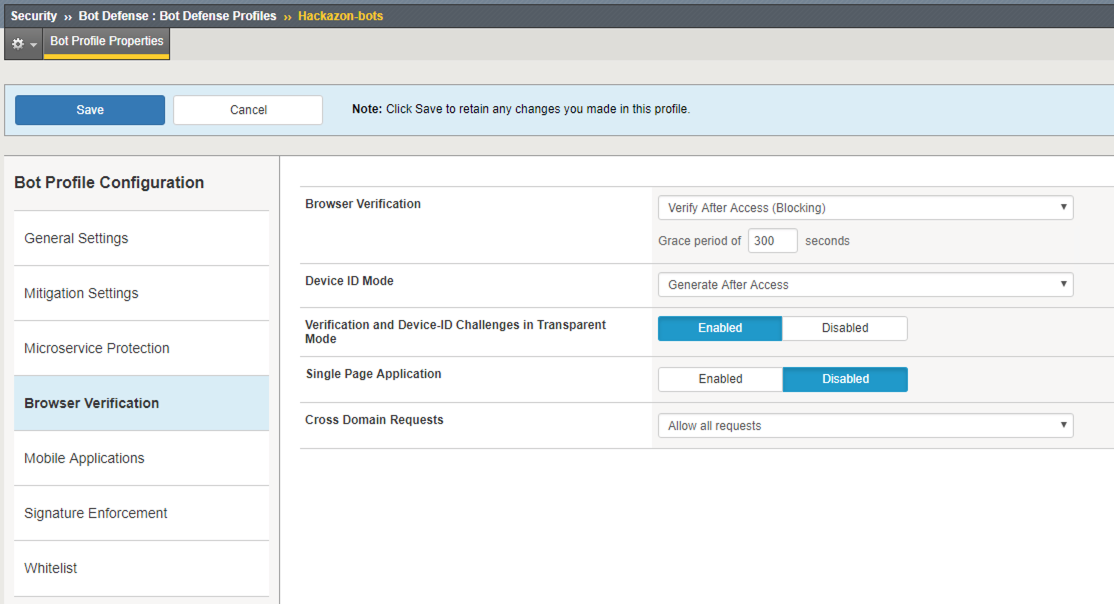 Security ›› Bot Defense : Bot Defense Profiles ›› Hackazon-bots
Bot Profile Properties
Save
Cancel
Note: Click Save to retain any changes you made in this profile.
Bot Profile Configuration
General Settings
Mitigation Settings
Microservice Protection
Browser Verification
Mobile Applications
Signature Enforcement
Whitelist
Browser Verification
Verify After Access (Blocking)
Grace period of 300 seconds
Device ID Mode
Generate After Access
Verification and Device-ID Challenges in Transparent
Mode
Enabled
Disabled
Single Page Application
Enabled
Disabled
Cross Domain Requests
Allow all requests